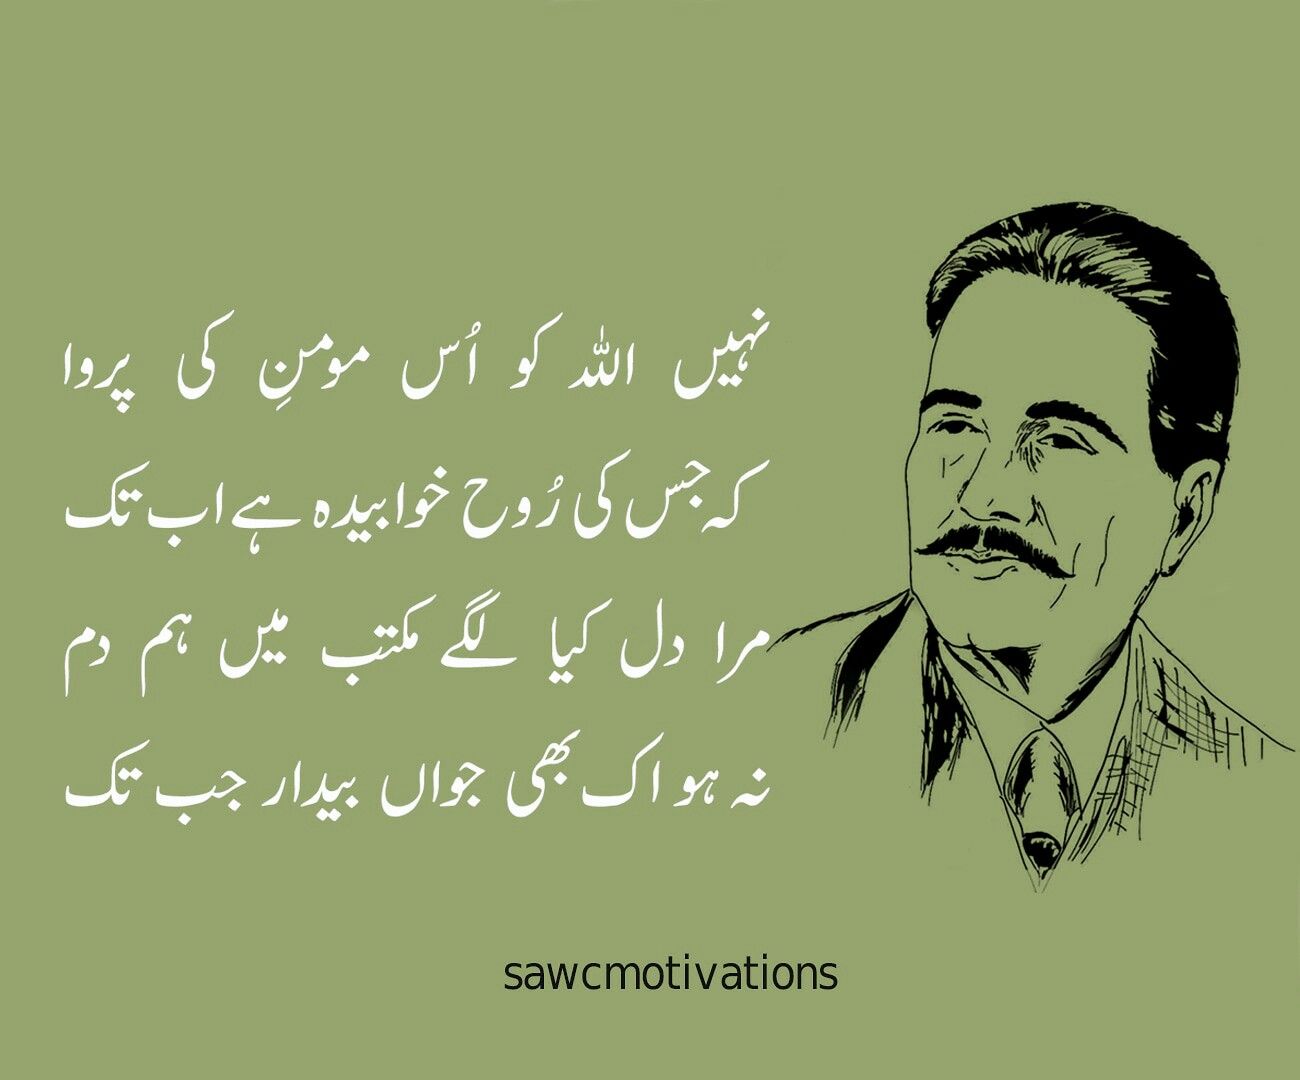 نہیں اللہ کو اُس مومنِ کی پروا
کہ جس کی رُوح خوابیدہ ہے اب تک
مرا دل کیا لگے مکتب میں ہم دم
نہ ہو اک بھی جواں بیدار جب تک
sawcmotivations